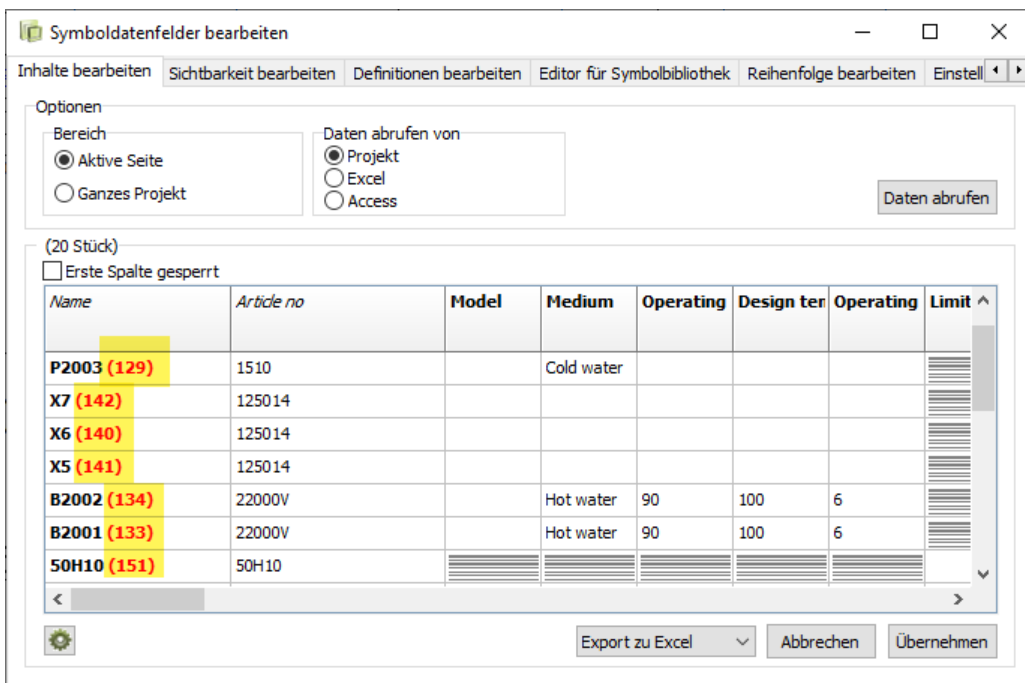 Symboldatenfelder bearbeiten
Inhalte bearbeiten Sichtbarkeit bearbeiten Definitionen bearbeiten Editor für Symbolbibliothek Reihenfolge bearbeiten Einstell
Optionen
Bereich
Aktive Seite
Ganzes Projekt
Daten abrufen von
Projekt
Excel
Access
Daten abrufen
(20 Stück)
Erste Spalte gesperrt
Name Article no Model Medium Operating Design ten Operating Limit
P2003 (129) 1510 Cold water
X7 (142) 125014
X6 (140) 125014
X5 (141) 125014
B2002 (134) 22000V Hot water 90 100 6
B2001 (133) 22000V Hot water 90 100 6
50H10 (151) 50H10
Export zu Excel Abbrechen Übernehmen